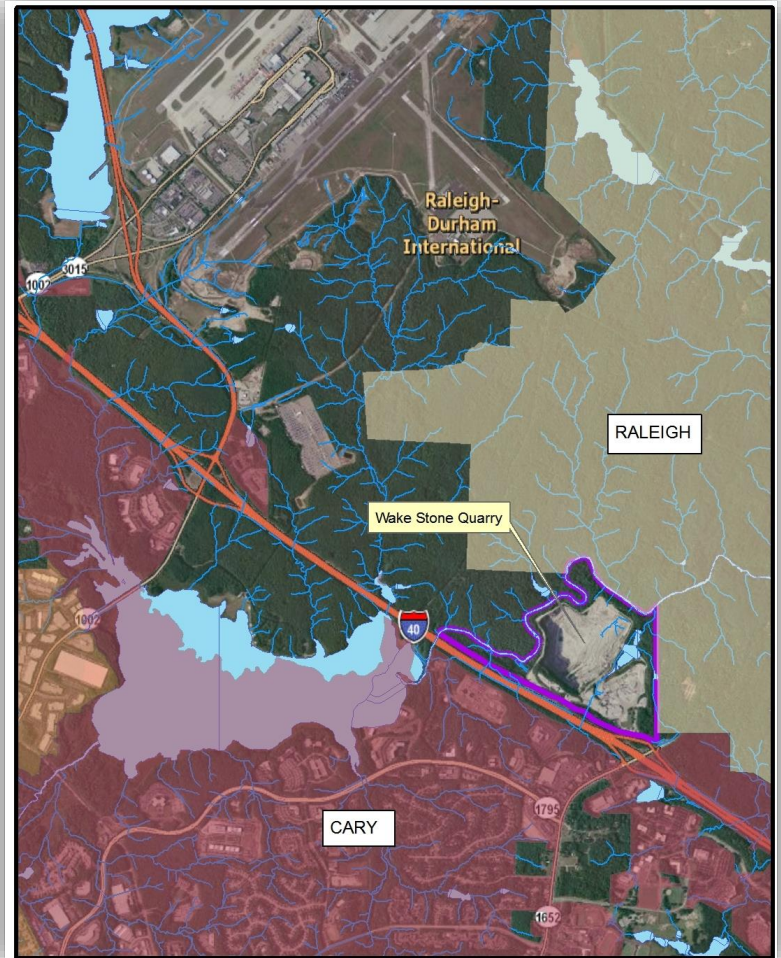 Raleigh-
Durham
International
3015
1002
RALEIGH
Wake Stone Quarry
1002
40
1795
CARY
1652